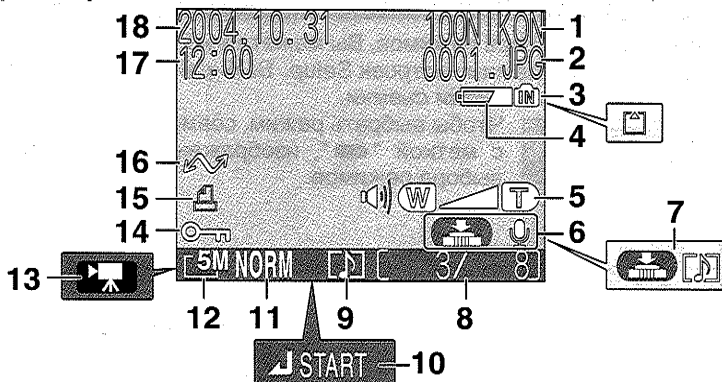 18 2004.10.31 100NIKON 1
17 12:00 0001.JPG 2
IN 3
4
16
15 W T 5
14 6 7
13 5M NORM [♪] [ 3/ 8]
12 11 9 8
START 10